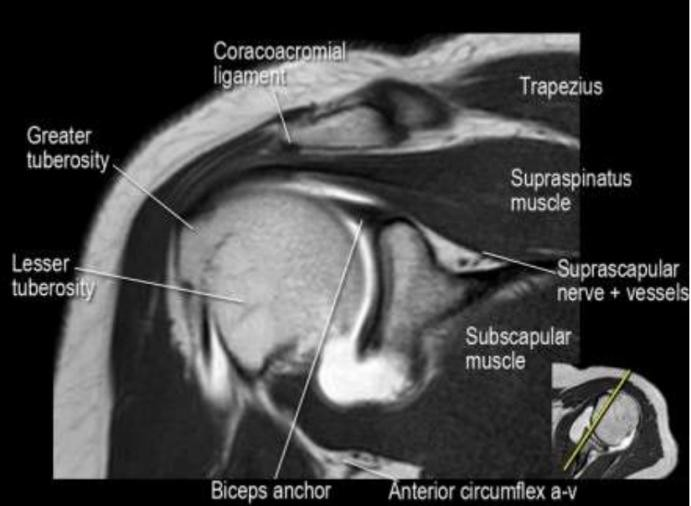 Coracoacromial
ligament
Trapezius
Greater
tuberosity
Supraspinatus
muscle
Lesser
tuberosity
Suprascapular
nerve + vessels
Subscapular
muscle
Biceps anchor
Anterior circumflex a-v